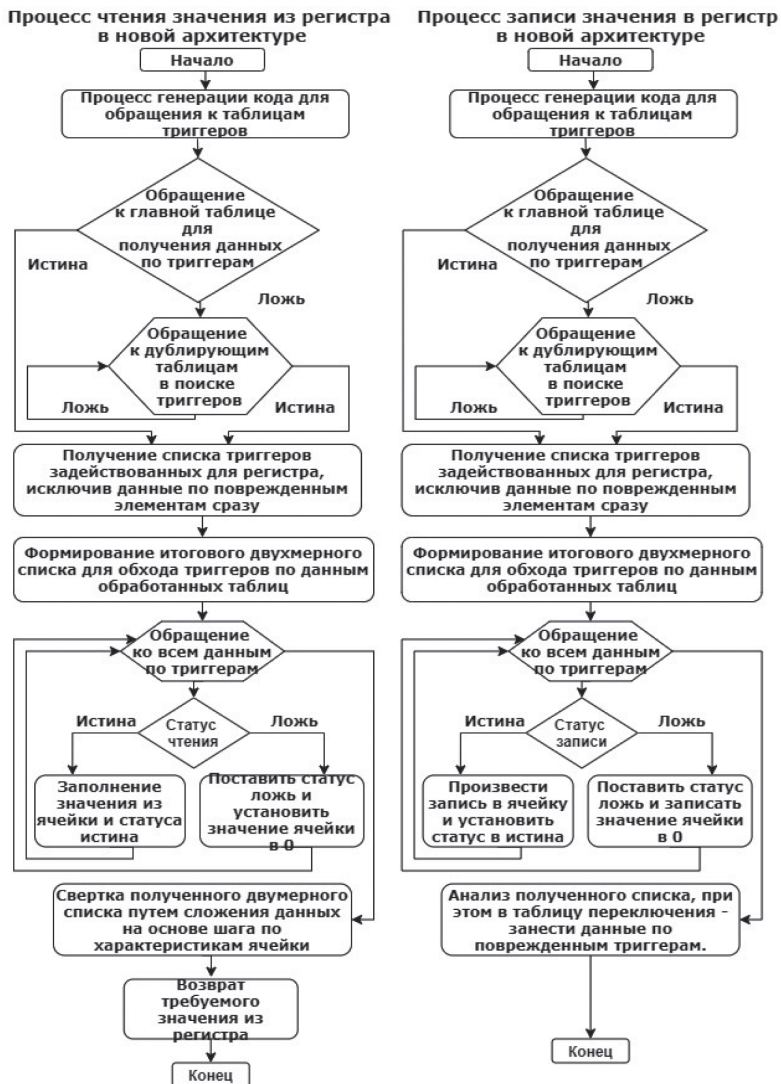 Процесс чтения значения из регистра
в новой архитектуре
Начало
Процесс генерации кода для
обращения к таблицам
триггеров
Обращение
к главной таблице
для
получения данных
по триггерам
Истина
Ложь
Обращение
к дублирующим
таблицам
в поиске
триггеров
Ложь
Истина
Получение списка триггеров
задействованных для регистра,
исключив данные по поврежденным
элементам сразу
Формирование итогового двухмерного
списка для обхода триггеров по данным
обработанных таблиц
Обращение
ко всем данным
по триггерам
Истина
Статус
чтения
Ложь
Заполнение
значения из
ячейки и статуса
истина
Поставить статус
ложь и
установить
значение ячейки
в 0
Свертка полученного двумерного
списка путем сложения данных
на основе шага по
характеристикам ячейки
Возврат
требуемого
значения из
регистра
Конец
Процесс записи значения в регистр
в новой архитектуре
Начало
Процесс генерации кода для
обращения к таблицам
триггеров
Обращение
к главной таблице
для
получения данных
по триггерам
Истина
Ложь
Обращение
к дублирующим
таблицам
в поиске
триггеров
Ложь
Истина
Получение списка триггеров
задействованных для регистра,
исключив данные по поврежденным
элементам сразу
Формирование итогового двухмерного
списка для обхода триггеров по данным
обработанных таблиц
Обращение
ко всем данным
по триггерам
Истина
Статус
записи
Ложь
Произвести
запись в ячейку
и установить
статус в истина
Поставить статус
ложь и записать
значение ячейки
в 0
Анализ полученного списка, при
этом в таблицу переключения -
занести данные по
поврежденным триггерам.
Конец